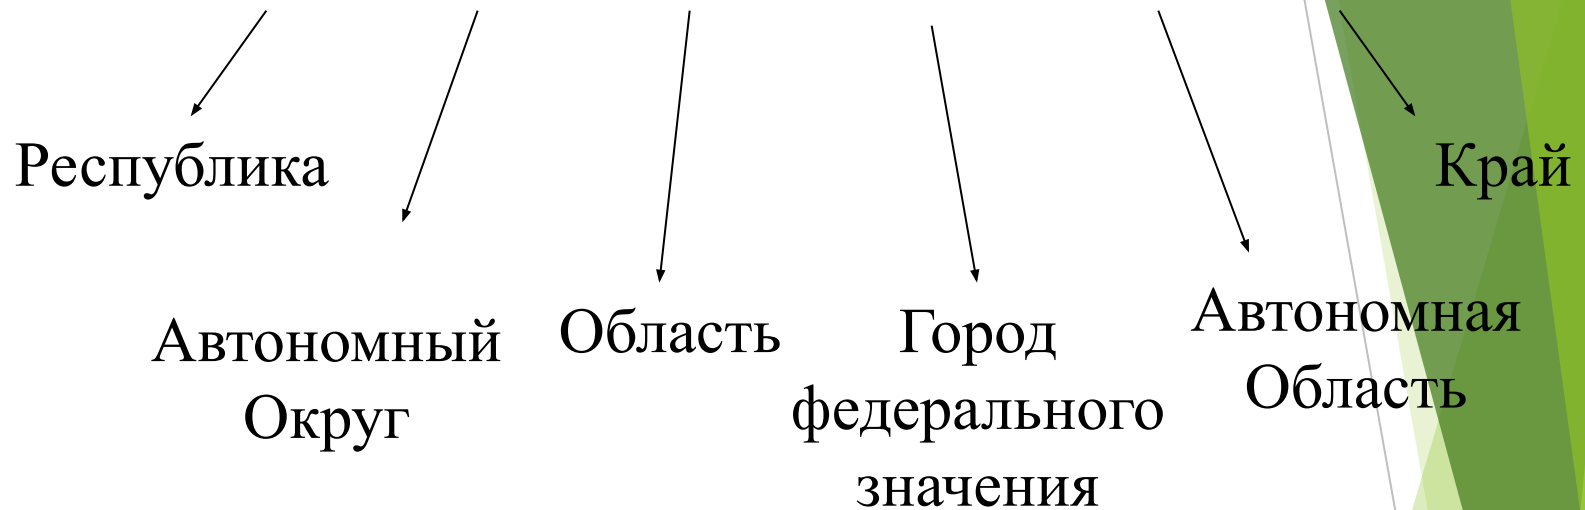 Республика
Край
Автономный
Округ
Область
Город
федерального
значения
Автономная
Область